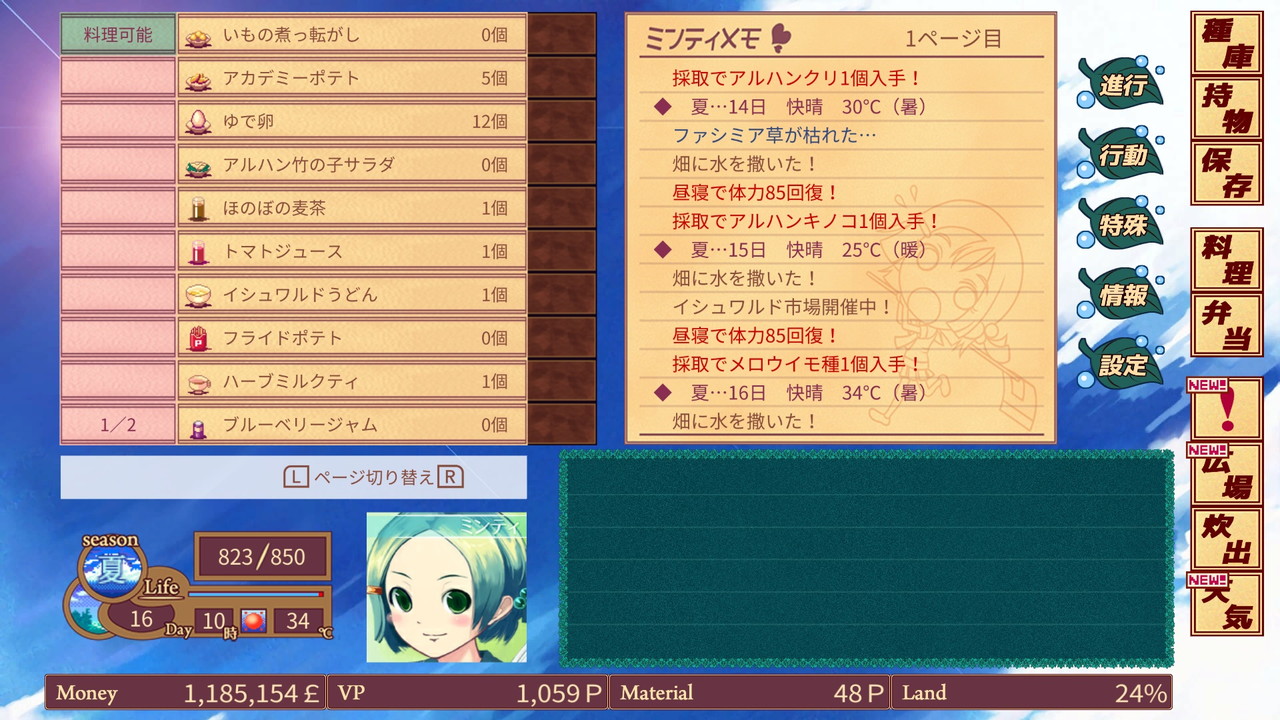 料理可能
いもの煮っ転がし 0個
アカデミーポテト 5個
ゆで卵 12個
アルハン竹の子サラダ 0個
ほのぼの麦茶 1個
トマトジュース 1個
イシュワルドうどん 1個
フライドポテト 0個
ハーブミルクティ 1個
1/2 ブルーベリージャム 0個
L ページ切り替え R
ミンティメモ 1ページ目
採取でアルハンクリ1個入手！
◆ 夏…14日 快晴 30℃（暑）
ファシミア草が枯れた…
畑に水を撒いた！
昼寝で体力85回復！
採取でアルハンキノコ1個入手！
◆ 夏…15日 快晴 25℃（暖）
畑に水を撒いた！
イシュワルド市場開催中！
昼寝で体力85回復！
採取でメロウイモ種1個入手！
◆ 夏…16日 快晴 34℃（暑）
畑に水を撒いた！
進行
行動
特殊
情報
設定
種庫
持物
保存
料理
弁当
NEW!
！
NEW!
広場
炊出
NEW!
天気
season
夏
823/850
Life
16 Day 10時 34℃
ミンティ
P
Money 1,185,154￡
VP 1,059P
Material 48P
Land 24%